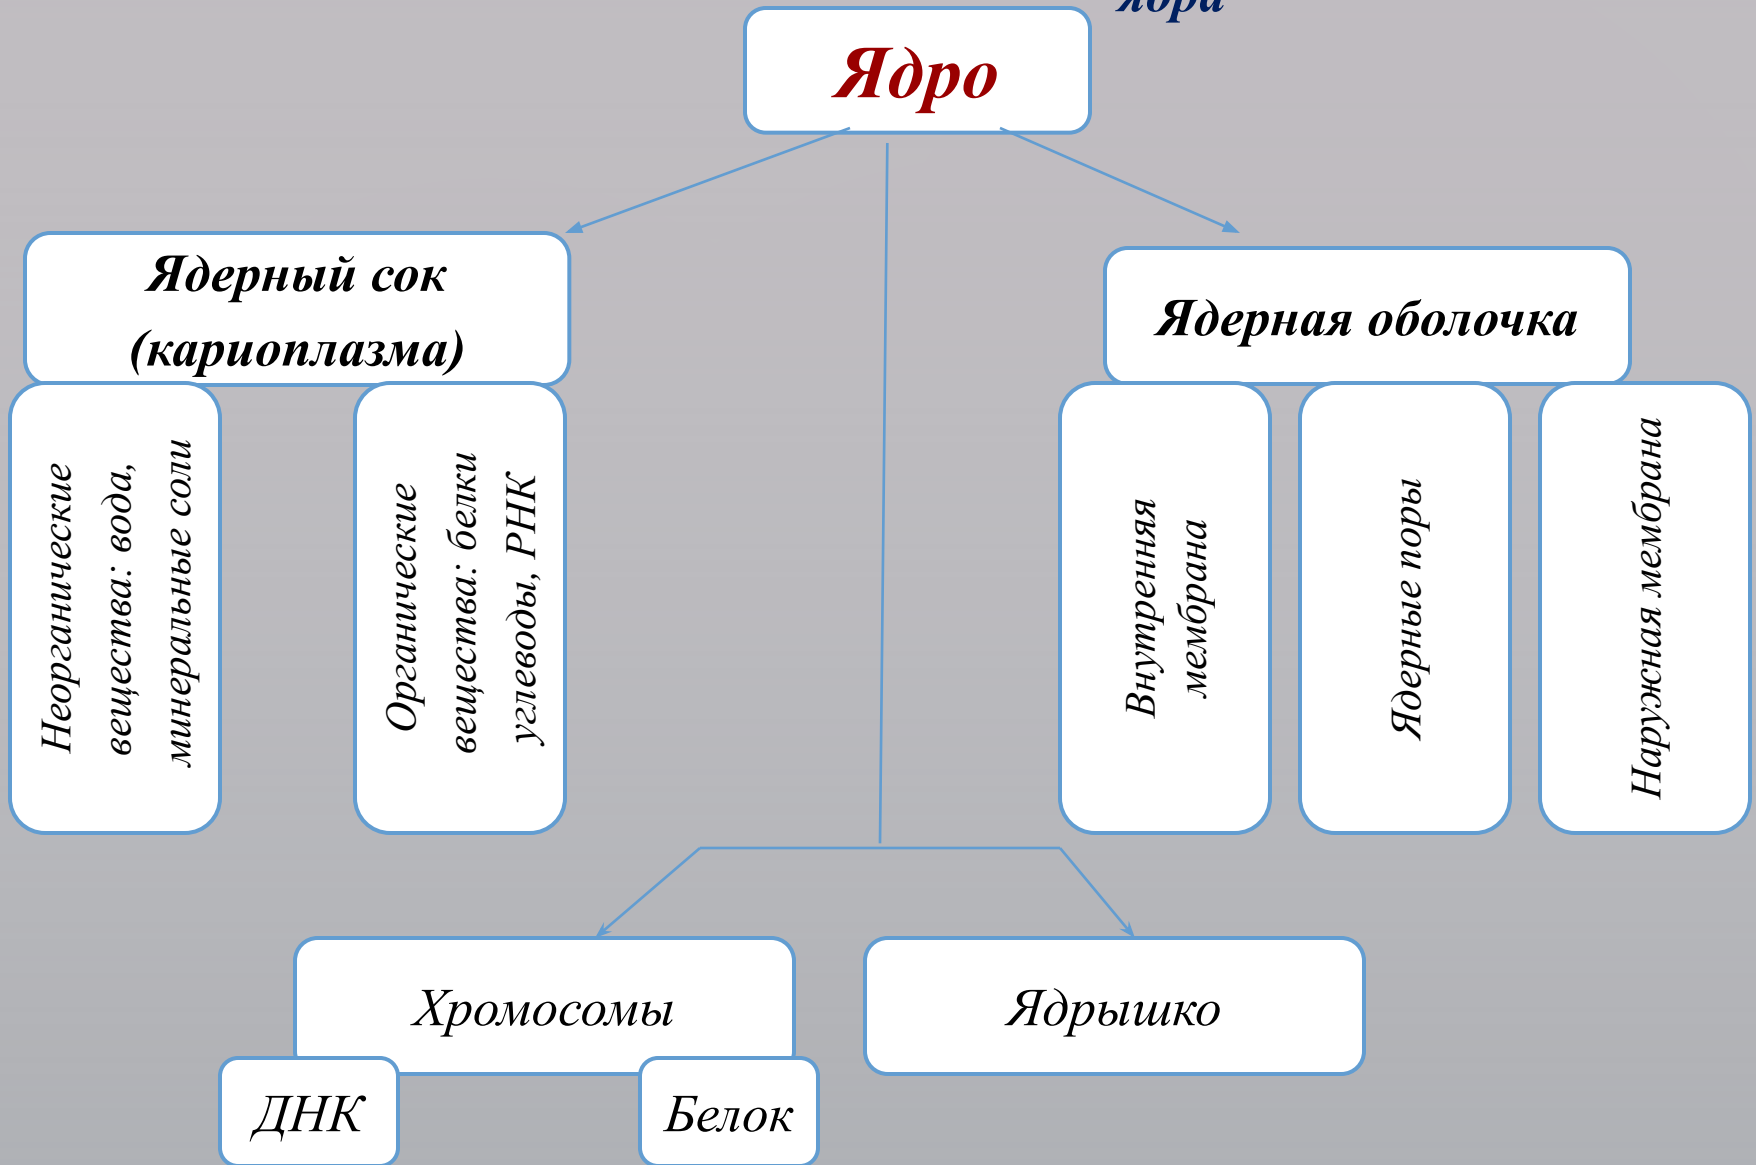 ядра
Ядро
Ядерный сок
(кариоплазма)
Ядерная оболочка
Неорганические
вещества: вода,
минеральные соли
Органические
вещества: белки
углеводы, РНК
Внутренняя
мембрана
Ядерные поры
Наружная мембрана
Хромосомы
Ядрышко
ДНК
Белок